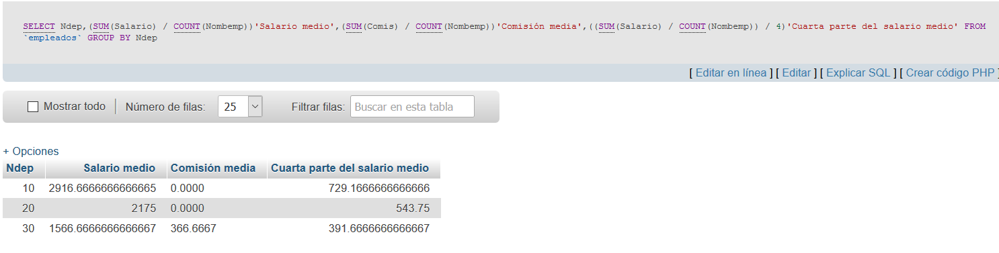 SELECT Ndep,(SUM(Salario) / COUNT(Nombemp))'Salario medio',(SUM(Comis) / COUNT(Nombemp))'Comisión media',((SUM(Salario) / COUNT(Nombemp)) / 4)'Cuarta parte del salario medio' FROM
`empleados` GROUP BY Ndep
[ Editar en línea ] [ Editar ] [ Explicar SQL ] [ Crear código PHP ]
Mostrar todo Número de filas: 25 Filtrar filas: Buscar en esta tabla
+ Opciones
Ndep Salario medio Comisión media Cuarta parte del salario medio
10 2916.6666666666665 0.0000 729.1666666666666
20 2175 0.0000 543.75
30 1566.6666666666667 366.6667 391.6666666666667